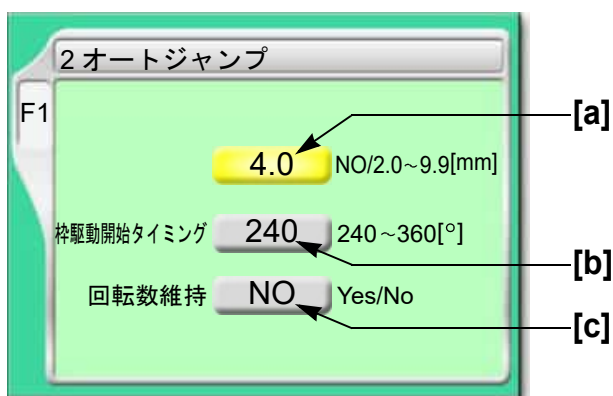 2 オートジャンプ
F1
[a]
4.0 NO/2.0~9.9[mm]
枠駆動開始タイミング 240 240~360[°]
[b]
回転数維持 NO Yes/No
[c]